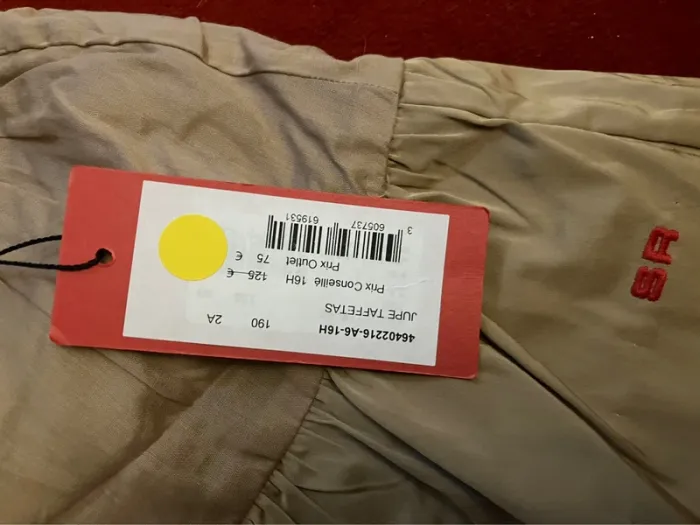 46402216-A6-16H
190 2A
JUPE TAFFETAS
Prix Conseillé 16H 125 €
Prix Outlet 75 €
3 605737 619531
SR